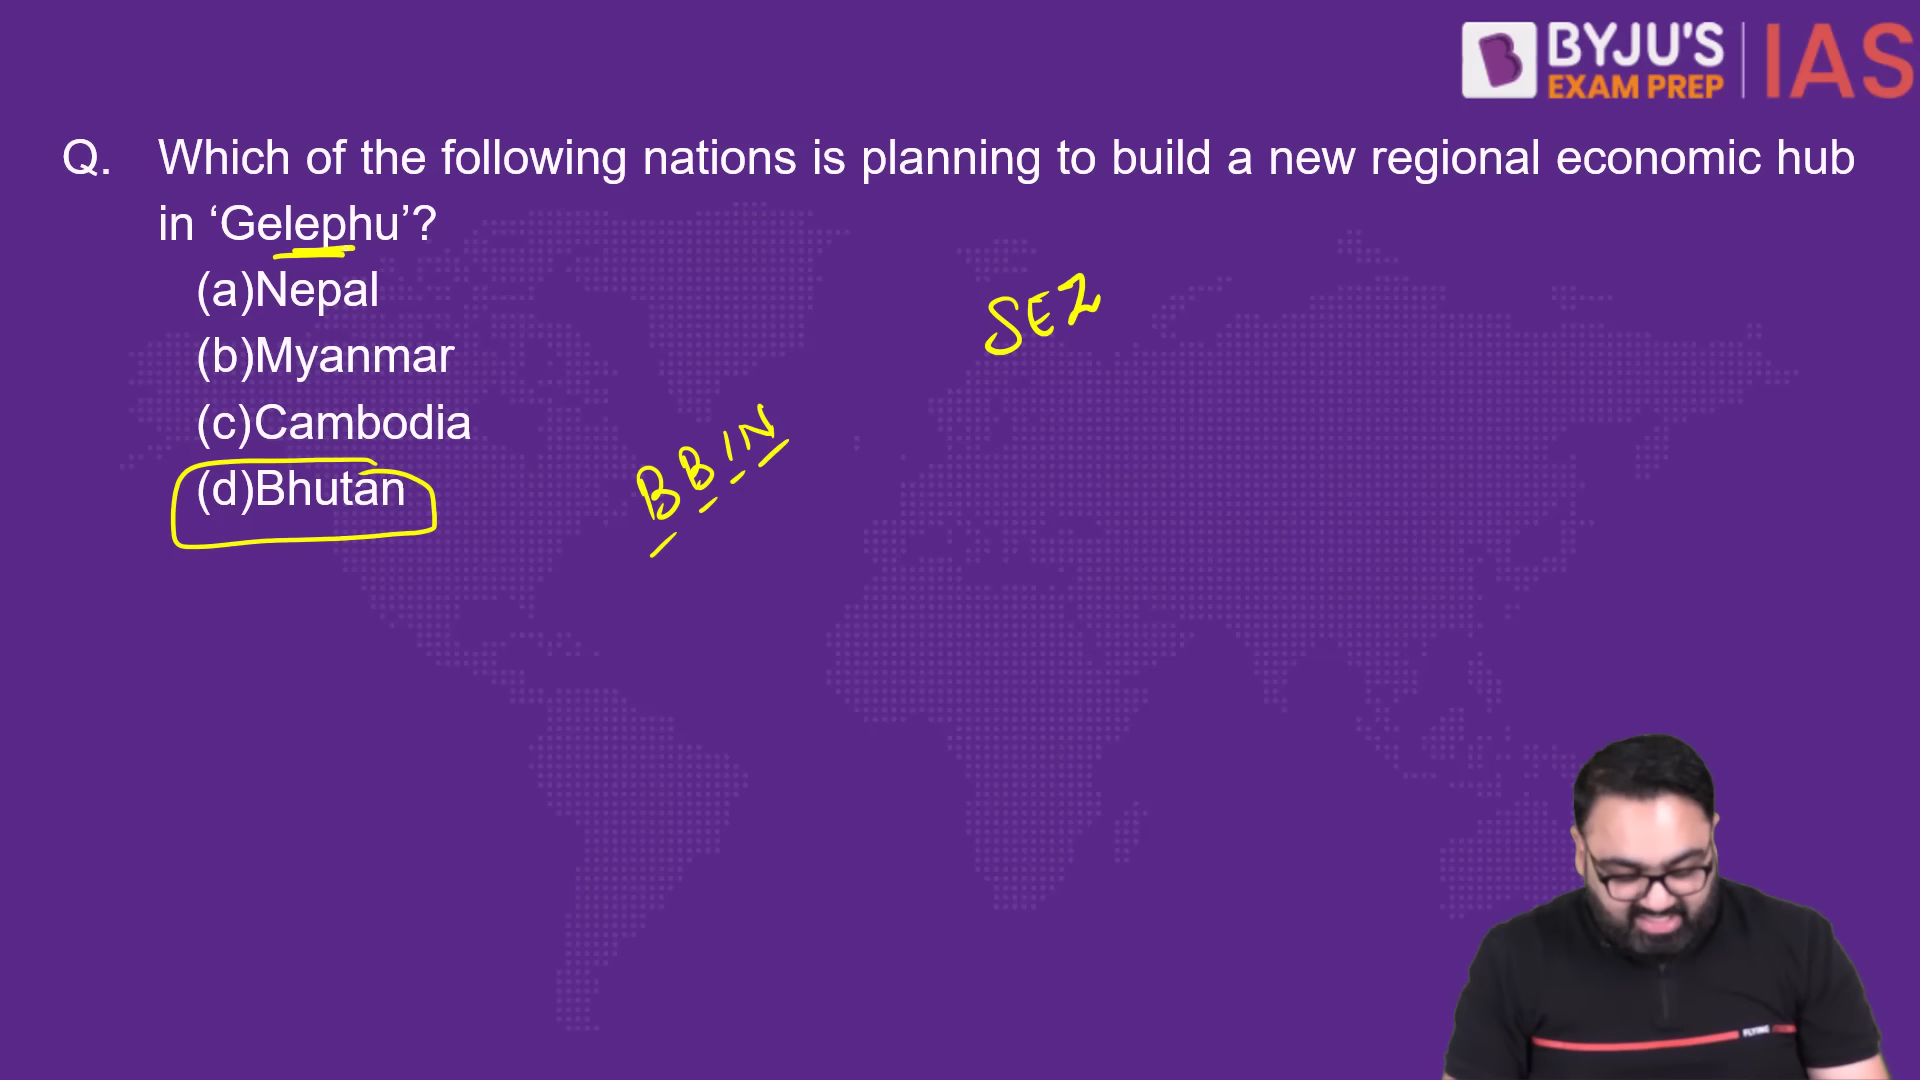 BYJU'S
EXAM PREP
IAS
Q. Which of the following nations is planning to build a new regional economic hub
in ‘Gelephu’?
(a)Nepal
(b)Myanmar
(c)Cambodia
(d)Bhutan
SEZ
BBIN
FLYING